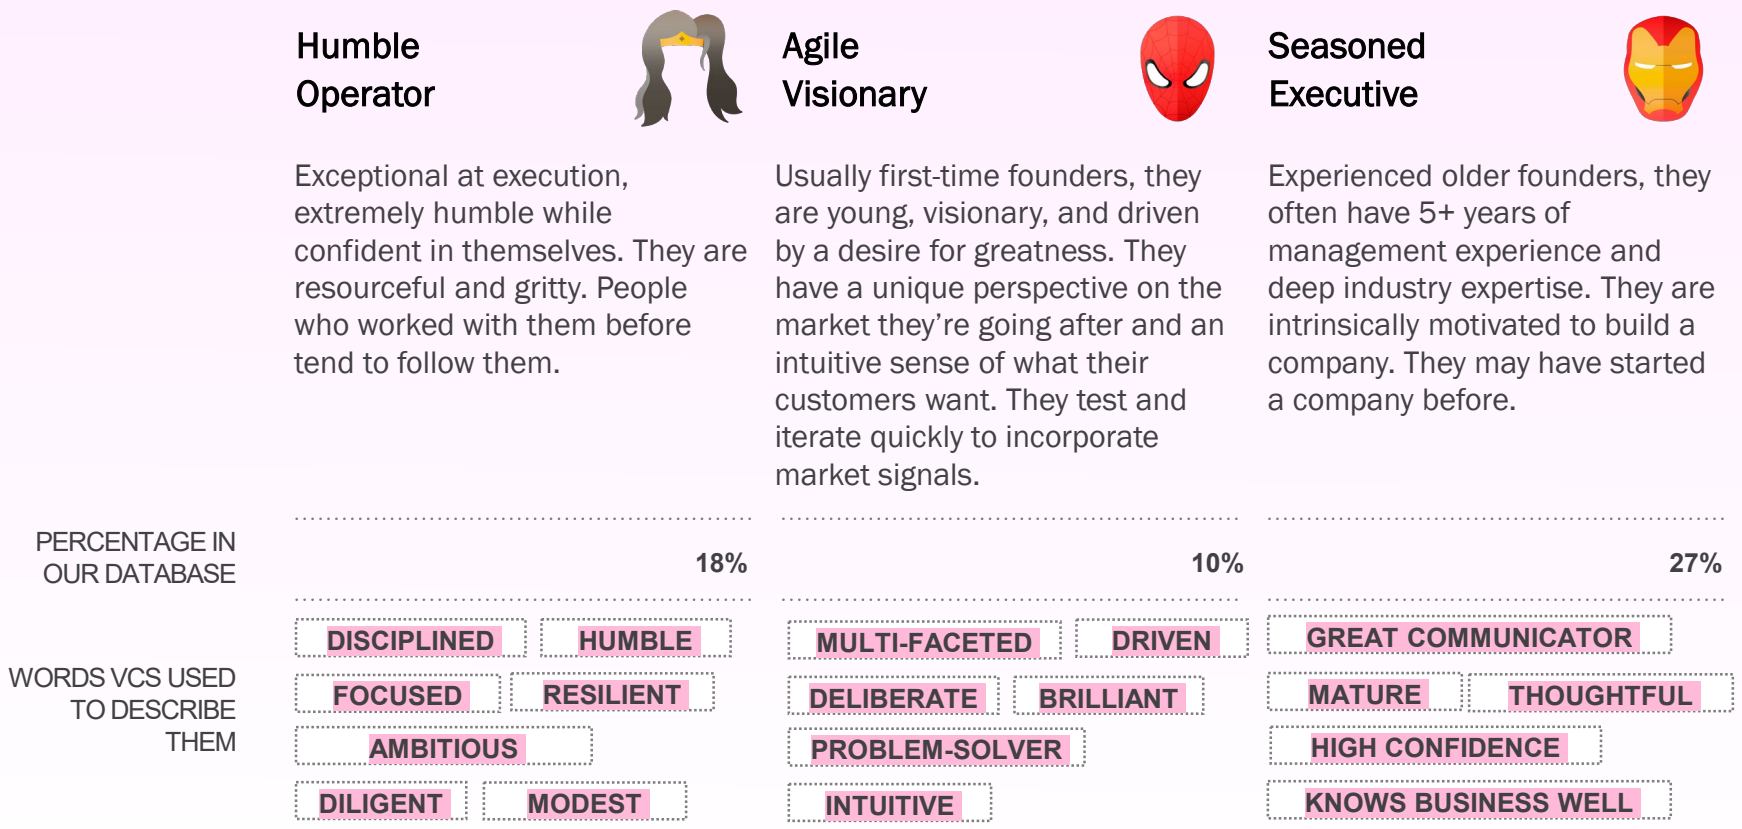 Humble
Operator
Exceptional at execution,
extremely humble while
confident in themselves. They are
resourceful and gritty. People
who worked with them before
tend to follow them.
Agile
Visionary
Usually first-time founders, they
are young, visionary, and driven
by a desire for greatness. They
have a unique perspective on the
market they’re going after and an
intuitive sense of what their
customers want. They test and
iterate quickly to incorporate
market signals.
Seasoned
Executive
Experienced older founders, they
often have 5+ years of
management experience and
deep industry expertise. They are
intrinsically motivated to build a
company. They may have started
a company before.
PERCENTAGE IN
OUR DATABASE
18%
10%
27%
WORDS VCS USED
TO DESCRIBE
THEM
DISCIPLINED HUMBLE
FOCUSED RESILIENT
AMBITIOUS
DILIGENT MODEST
MULTI-FACETED DRIVEN
DELIBERATE BRILLIANT
PROBLEM-SOLVER
INTUITIVE
GREAT COMMUNICATOR
MATURE THOUGHTFUL
HIGH CONFIDENCE
KNOWS BUSINESS WELL